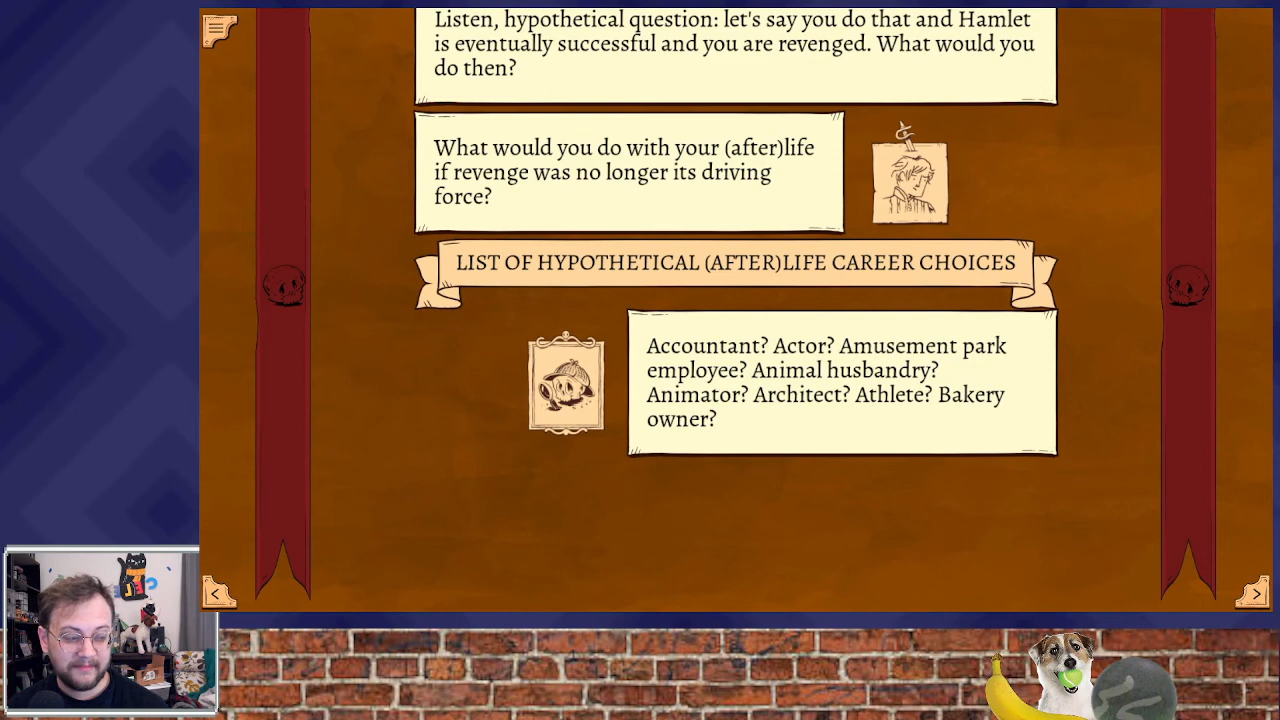 Listen, hypothetical question: let's say you do that and Hamlet
is eventually successful and you are revenged. What would you
do then?
What would you do with your (after)life
if revenge was no longer its driving
force?
LIST OF HYPOTHETICAL (AFTER)LIFE CAREER CHOICES
Accountant? Actor? Amusement park
employee? Animal husbandry?
Animator? Architect? Athlete? Bakery
owner?